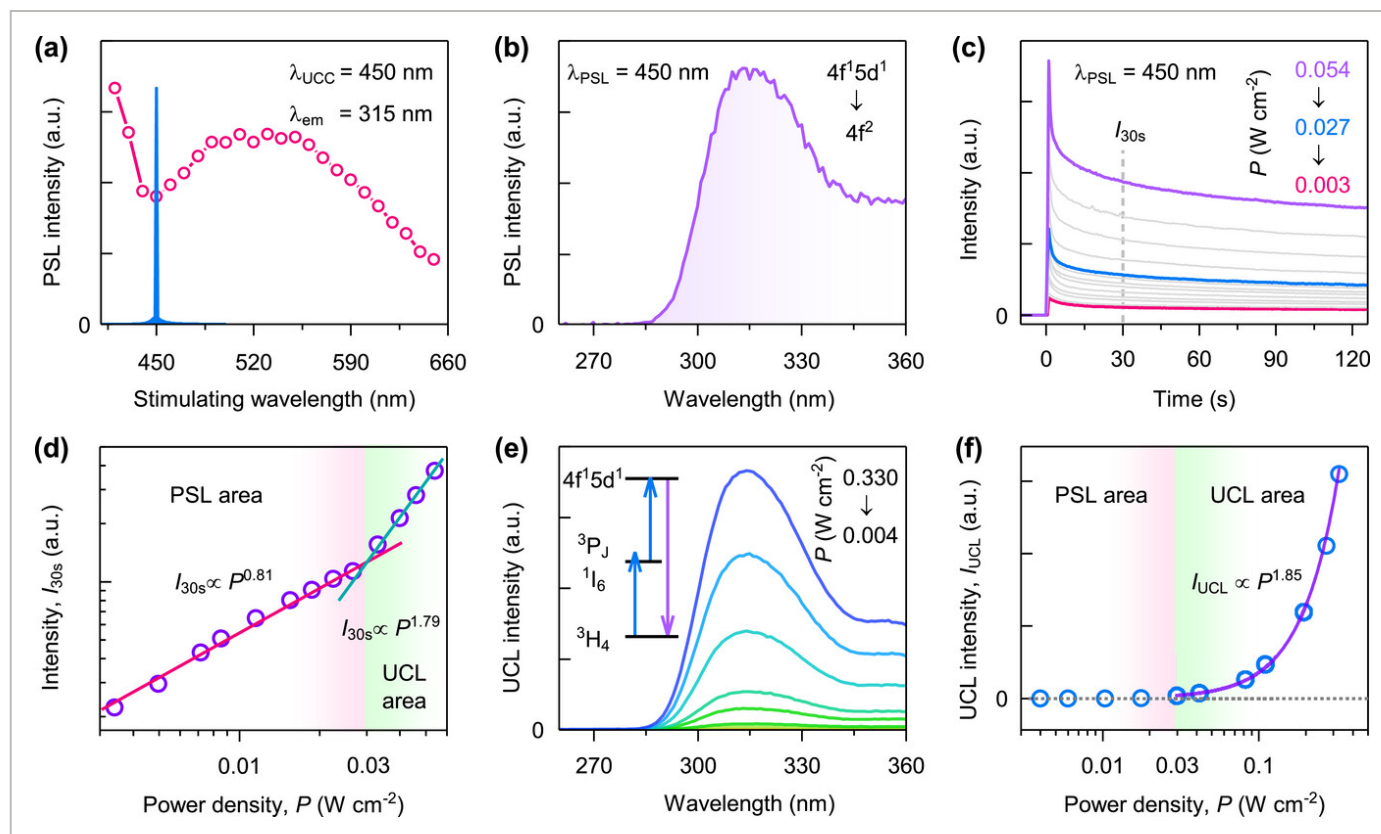 (a)
λUCC = 450 nm
λem = 315 nm
PSL intensity (a.u.)
0
450 520 590 660
Stimulating wavelength (nm)
(b)
λPSL = 450 nm
4f¹5d¹
↓
4f²
PSL intensity (a.u.)
0
270 300 330 360
Wavelength (nm)
(c)
λPSL = 450 nm
P (W cm⁻²)
0.054
↓
0.027
↓
0.003
I30s
Intensity (a.u.)
0
0 30 60 90 120
Time (s)
(d)
PSL area
I30s ∝ P^0.81
I30s ∝ P^1.79
UCL
area
Intensity, I30s (a.u.)
0.01 0.03
Power density, P (W cm⁻²)
(e)
4f¹5d¹
³PJ
¹I6
³H4
P (W cm⁻²)
0.330
↓
0.004
UCL intensity (a.u.)
0
270 300 330 360
Wavelength (nm)
(f)
PSL area
UCL area
IUCL ∝ P^1.85
UCL intensity, IUCL (a.u.)
0
0.01 0.03 0.1
Power density, P (W cm⁻²)